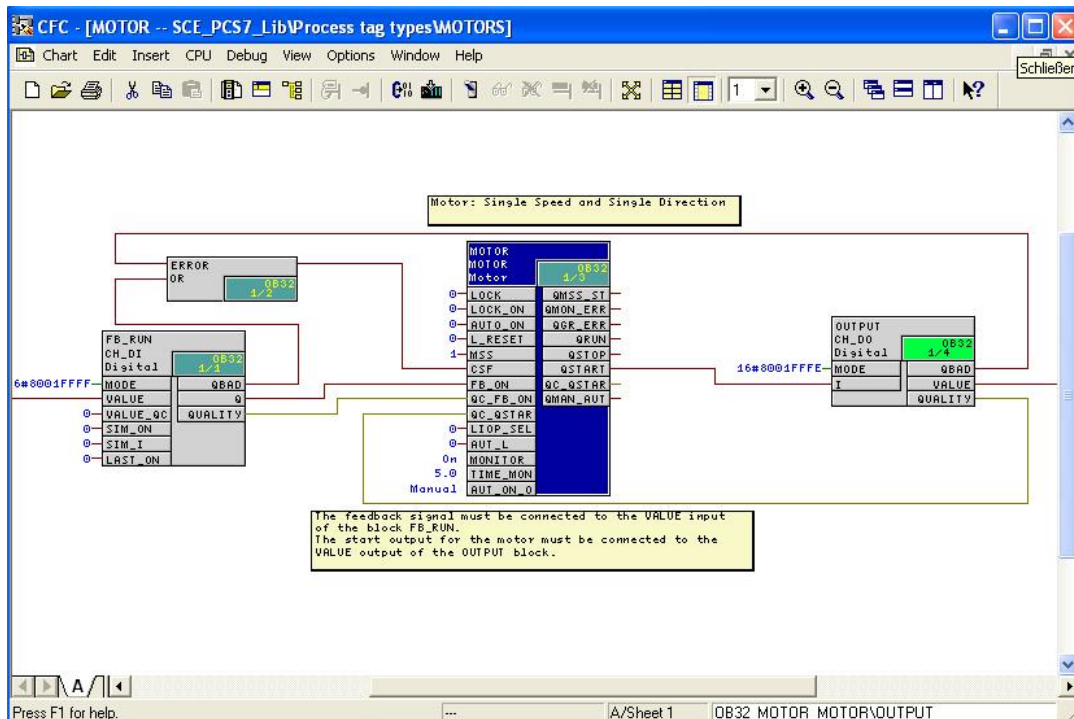 CFC - [MOTOR -- SCE_PCS7_Lib\Process tag types\MOTORS]
Chart Edit Insert CPU Debug View Options Window Help
Schließen
1
Motor: Single Speed and Single Direction
ERROR
OR
OB32
1/2
FB_RUN
CH_DI
Digital
OB32
1/1
6#8001FFFF MODE QBAD
VALUE Q
0 VALUE_QC QUALITY
0 SIM_ON
0 SIM_I
0 LAST_ON
MOTOR
MOTOR
Motor
OB32
1/3
0 LOCK QMSS_ST
0 LOCK_ON QMON_ERR
0 AUTO_ON QGR_ERR
0 L_RESET QRUN
1 MSS QSTOP
CSF QSTART
FB_ON QC_QSTAR
QC_FB_ON QMAN_AUT
QC_QSTAR
0 LIOP_SEL
0 AUT_L
On MONITOR
5.0 TIME_MON
Manual AUT_ON_O
OUTPUT
CH_DO
Digital
OB32
1/4
16#8001FFFE MODE QBAD
I VALUE
QUALITY
The feedback signal must be connected to the VALUE input
of the block FB_RUN.
The start output for the motor must be connected to the
VALUE output of the OUTPUT block.
A
Press F1 for help. --- A/Sheet 1 OB32 MOTOR MOTOR\OUTPUT